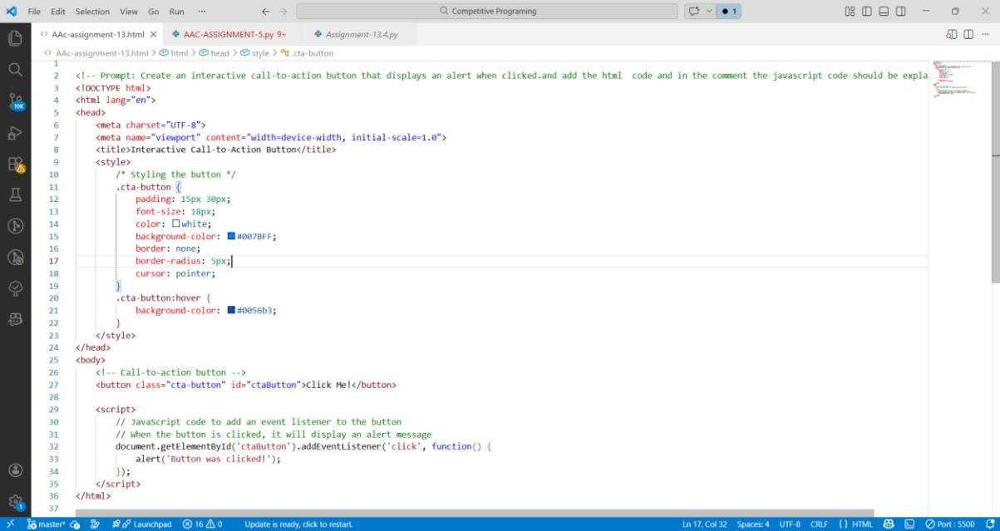 File Edit Selection View Go Run ··· Competitive Programing 1
AAc-assignment-13.html AAC-ASSIGNMENT-5.py 9+ Assignment-13.4.py
AAc-assignment-13.html > html > head > style > .cta-button
1
2 <!-- Prompt: Create an interactive call-to-action button that displays an alert when clicked.and add the html  code and in the comment the javascript code should be expla
3 <!DOCTYPE html>
4 <html lang="en">
5 <head>
6     <meta charset="UTF-8">
7     <meta name="viewport" content="width=device-width, initial-scale=1.0">
8     <title>Interactive Call-to-Action Button</title>
9     <style>
10         /* Styling the button */
11         .cta-button {
12             padding: 15px 30px;
13             font-size: 18px;
14             color: white;
15             background-color: #007BFF;
16             border: none;
17             border-radius: 5px;
18             cursor: pointer;
19         }
20         .cta-button:hover {
21             background-color: #0056b3;
22         }
23     </style>
24 </head>
25 <body>
26     <!-- Call-to-action button -->
27     <button class="cta-button" id="ctaButton">Click Me!</button>
28
29     <script>
30         // JavaScript code to add an event listener to the button
31         // When the button is clicked, it will display an alert message
32         document.getElementById('ctaButton').addEventListener('click', function() {
33             alert('Button was clicked!');
34         });
35     </script>
36 </html>
37
10K
1
master* Launchpad 16 0 Update is ready, click to restart. Ln 17, Col 32 Spaces: 4 UTF-8 CRLF { } HTML Port : 5500